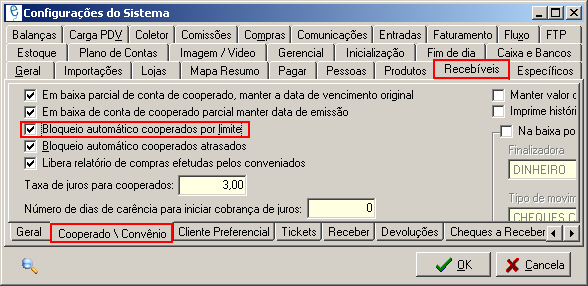 Configurações do Sistema
Balanças Carga PDV Coletor Comissões Compras Comunicações Entradas Faturamento Fluxo FTP
Estoque Plano de Contas Imagem / Video Gerencial Inicialização Fim de dia Caixa e Bancos
Geral Importações Lojas Mapa Resumo Pagar Pessoas Produtos Recebíveis Específicos
Em baixa parcial de conta de cooperado, manter a data de vencimento original
Em baixa de conta de cooperado parcial manter data de emissão
Bloqueio automático cooperados por limite
Bloqueio automático cooperados atrasados
Libera relatório de compras efetuadas pelos conveniados
Taxa de juros para cooperados: 3,00
Número de dias de carência para iniciar cobrança de juros: 0
Manter valor
Imprime históri
Na baixa po
Finalizadora
DINHEIRO
Tipo de movim
CHEQUES
Geral Cooperado \ Convênio Cliente Preferencial Tickets Receber Devoluções Cheques a Receber
OK Cancela